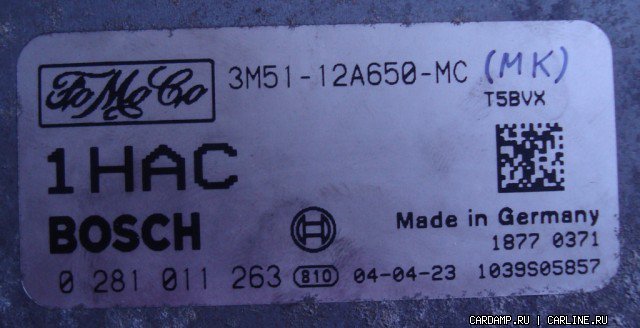 FoMoCo 3M51-12A650-MC (MK)
T5BVX
1HAC
BOSCH Made in Germany
1877 0371
0 281 011 263 810 04-04-23 1039S05857
CARDAMP.RU | CARLINE.RU